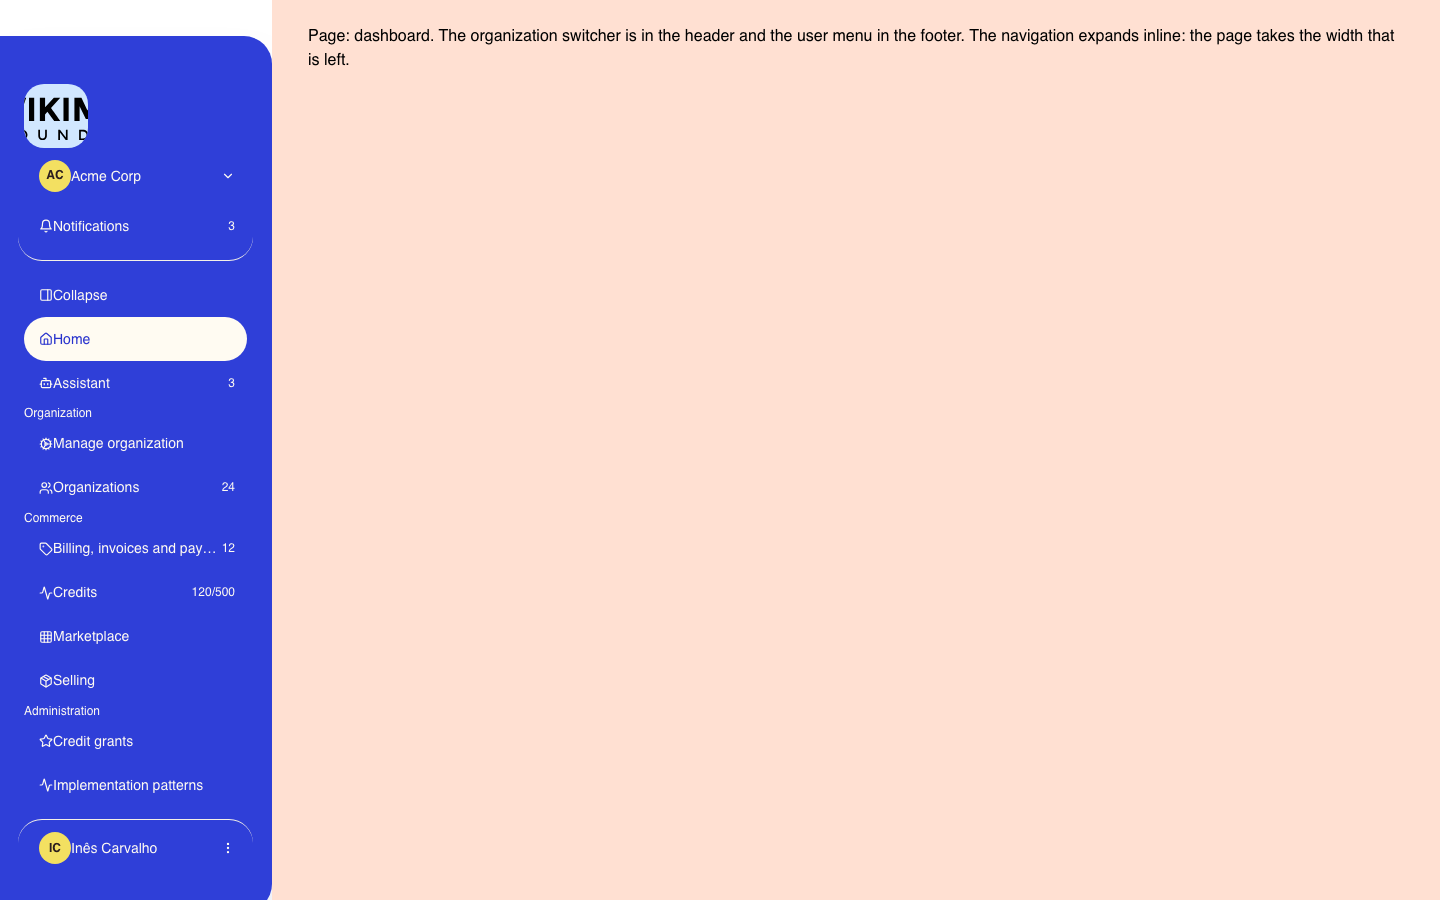 IKIN
OUND
AC Acme Corp
Notifications 3
Collapse
Home
Assistant 3
Organization
Manage organization
Organizations 24
Commerce
Billing, invoices and pay… 12
Credits 120/500
Marketplace
Selling
Administration
Credit grants
Implementation patterns
IC Inês Carvalho
Page: dashboard. The organization switcher is in the header and the user menu in the footer. The navigation expands inline: the page takes the width that
is left.